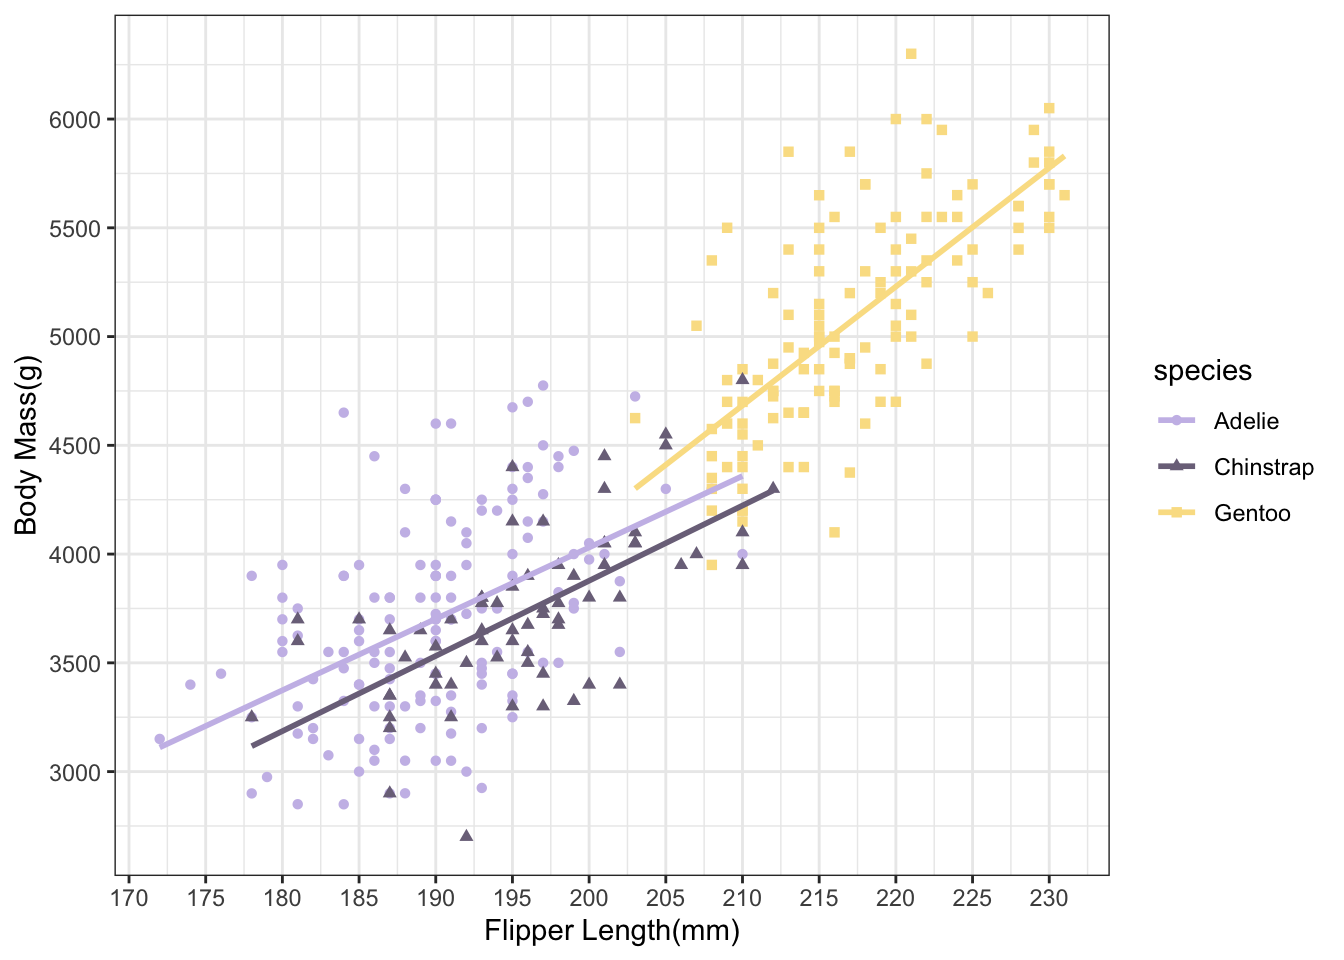 6000
5500
5000
4500
4000
3500
3000
Body Mass(g)
170 175 180 185 190 195 200 205 210 215 220 225 230
Flipper Length(mm)
species
Adelie
Chinstrap
Gentoo